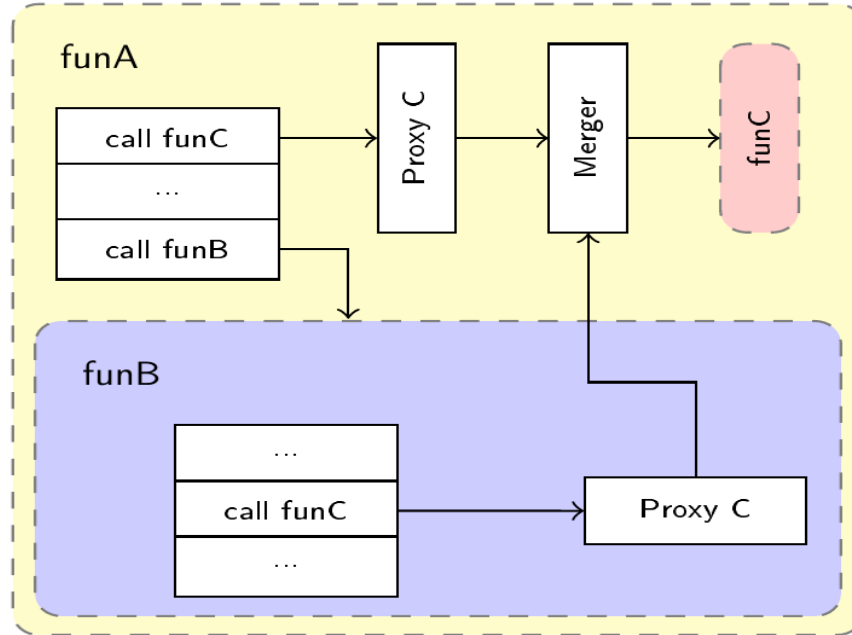 funA
call funC
...
call funB
Proxy C
Merger
funC
funB
...
call funC
...
Proxy C